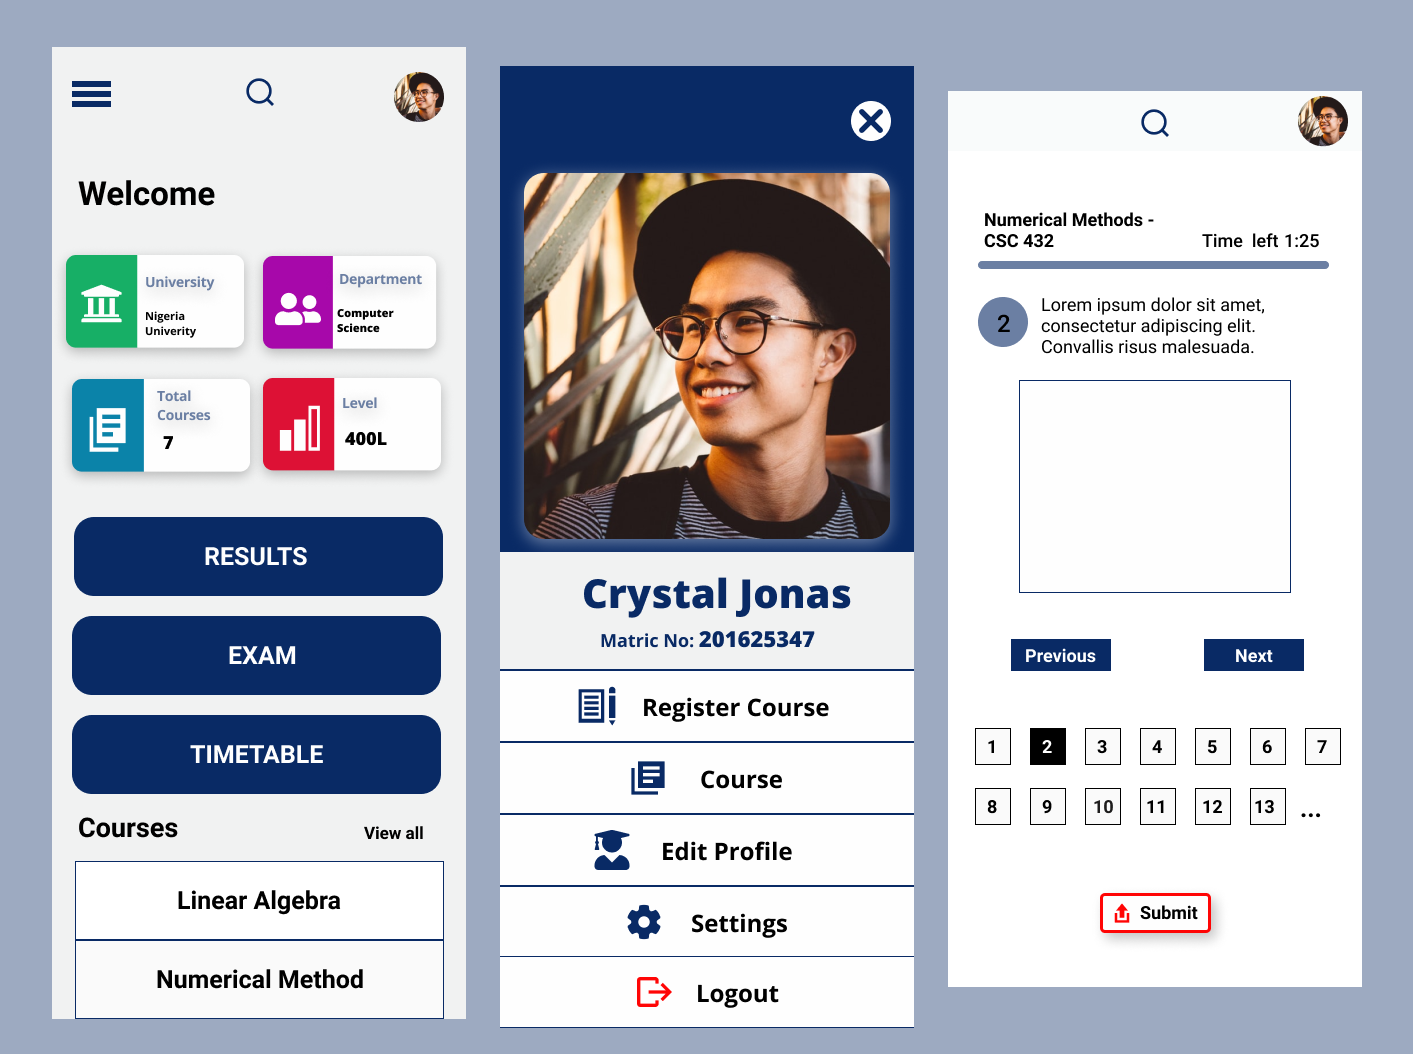 Welcome
University
Nigeria
Univerity
Department
Computer
Science
Total
Courses
7
Level
400L
RESULTS
EXAM
TIMETABLE
Courses
View all
Linear Algebra
Numerical Method
Crystal Jonas
Matric No: 201625347
Register Course
Course
Edit Profile
Settings
Logout
Numerical Methods -
CSC 432
Time left 1:25
2
Lorem ipsum dolor sit amet,
consectetur adipiscing elit.
Convallis risus malesuada.
Previous
Next
1 2 3 4 5 6 7
8 9 10 11 12 13 ...
Submit